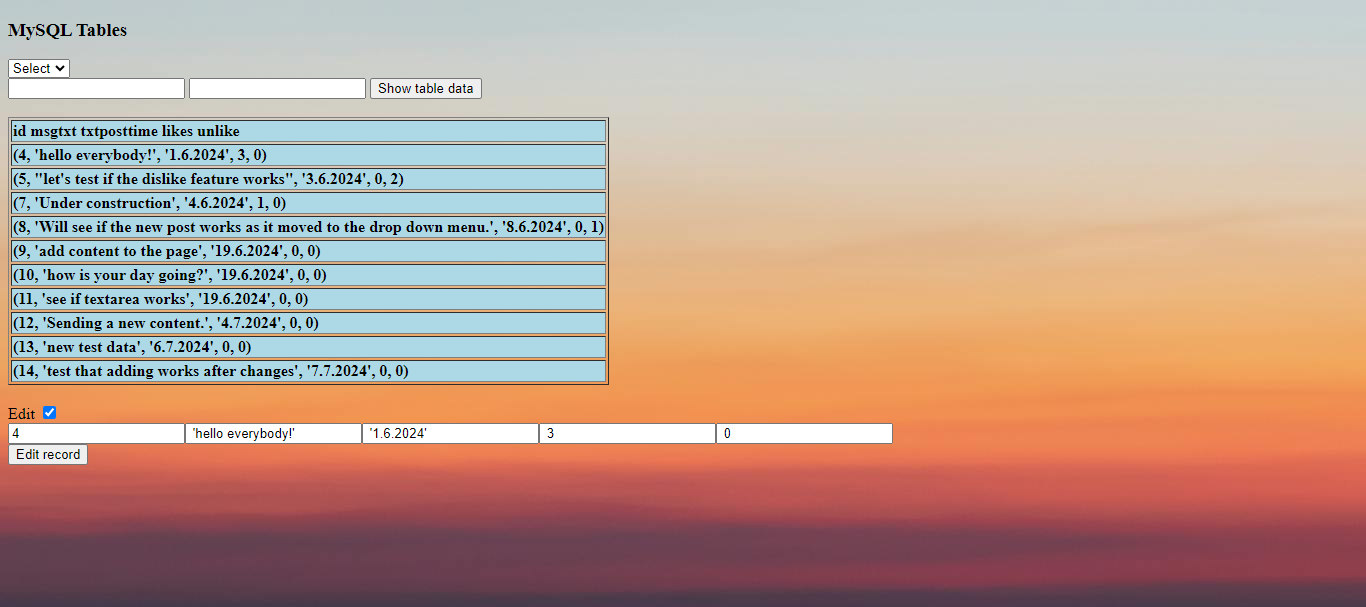 MySQL Tables
Select
Show table data
id msgtxt txtposttime likes unlike
(4, 'hello everybody!', '1.6.2024', 3, 0)
(5, "let's test if the dislike feature works", '3.6.2024', 0, 2)
(7, 'Under construction', '4.6.2024', 1, 0)
(8, 'Will see if the new post works as it moved to the drop down menu.', '8.6.2024', 0, 1)
(9, 'add content to the page', '19.6.2024', 0, 0)
(10, 'how is your day going?', '19.6.2024', 0, 0)
(11, 'see if textarea works', '19.6.2024', 0, 0)
(12, 'Sending a new content.', '4.7.2024', 0, 0)
(13, 'new test data', '6.7.2024', 0, 0)
(14, 'test that adding works after changes', '7.7.2024', 0, 0)
Edit
4 'hello everybody!' '1.6.2024' 3 0
Edit record